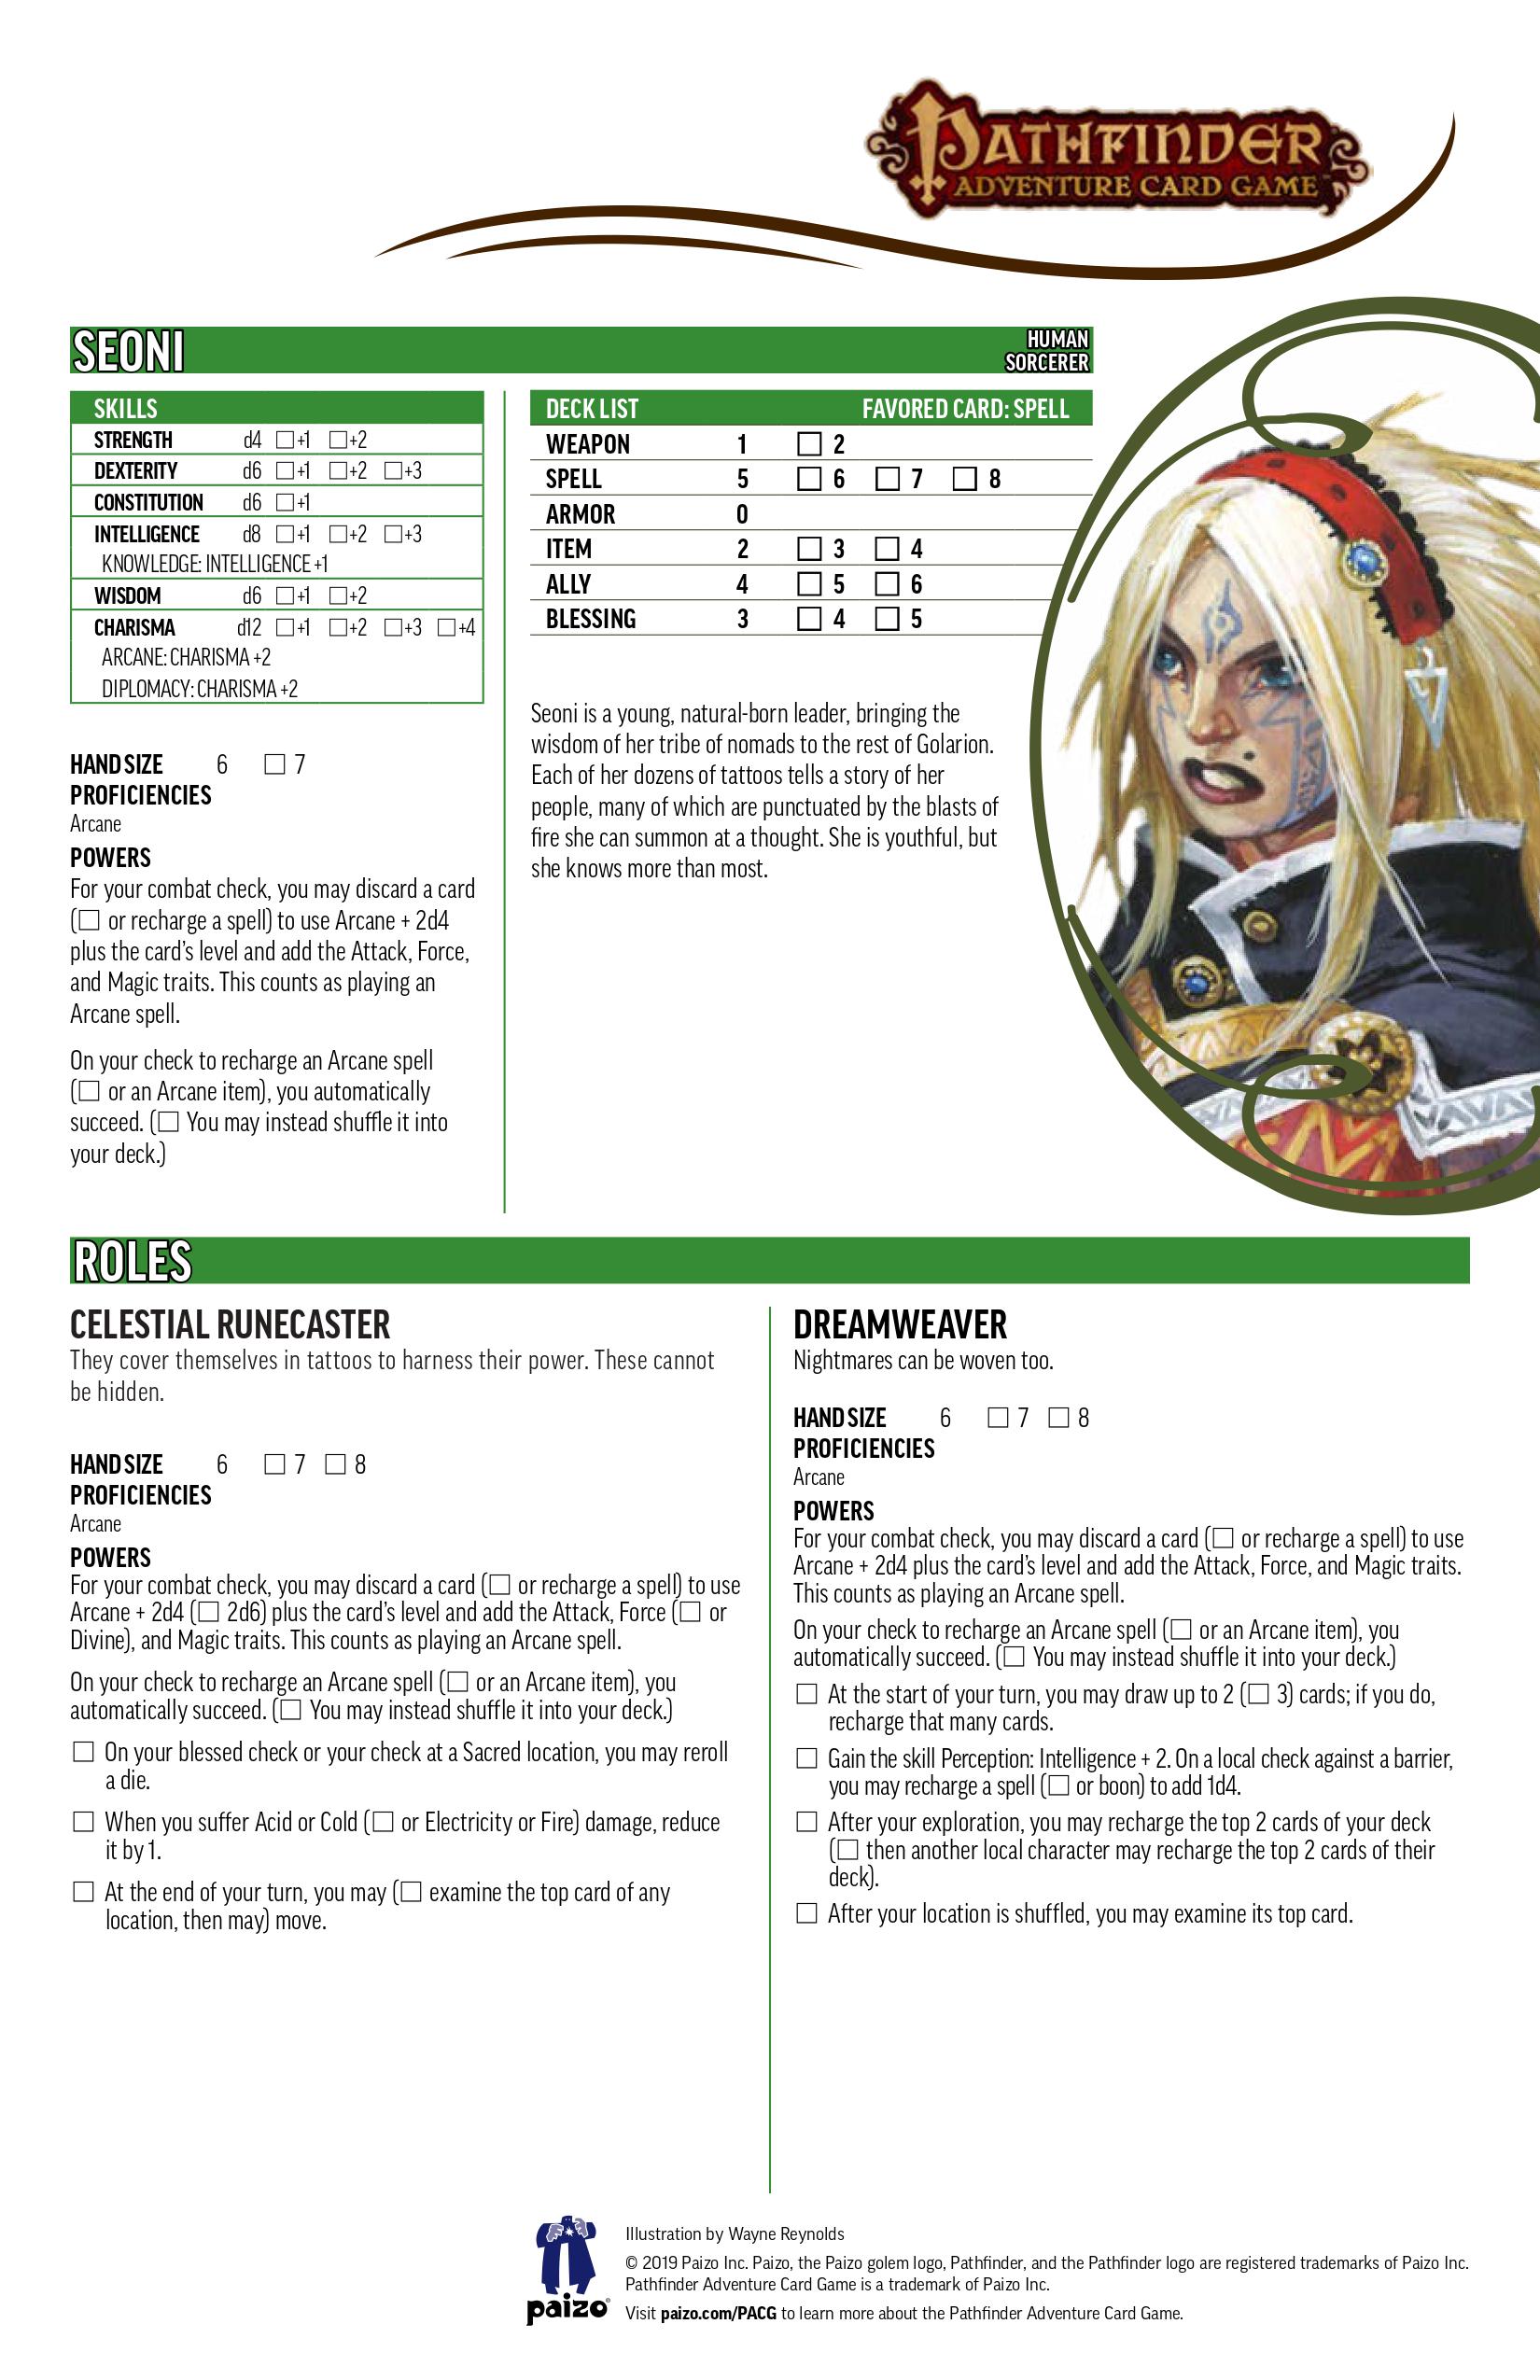 PATHFINDER
ADVENTURE CARD GAME
SEONI
HUMAN
SORCERER
SKILLS
STRENGTH d4 □+1 □+2
DEXTERITY d6 □+1 □+2 □+3
CONSTITUTION d6 □+1
INTELLIGENCE d8 □+1 □+2 □+3
KNOWLEDGE: INTELLIGENCE +1
WISDOM d6 □+1 □+2
CHARISMA d12 □+1 □+2 □+3 □+4
ARCANE: CHARISMA +2
DIPLOMACY: CHARISMA +2
HAND SIZE 6 □ 7
PROFICIENCIES
Arcane
POWERS
For your combat check, you may discard a card
(□ or recharge a spell) to use Arcane + 2d4
plus the card’s level and add the Attack, Force,
and Magic traits. This counts as playing an
Arcane spell.
On your check to recharge an Arcane spell
(□ or an Arcane item), you automatically
succeed. (□ You may instead shuffle it into
your deck.)
DECK LIST FAVORED CARD: SPELL
WEAPON 1 □ 2
SPELL 5 □ 6 □ 7 □ 8
ARMOR 0
ITEM 2 □ 3 □ 4
ALLY 4 □ 5 □ 6
BLESSING 3 □ 4 □ 5
Seoni is a young, natural-born leader, bringing the
wisdom of her tribe of nomads to the rest of Golarion.
Each of her dozens of tattoos tells a story of her
people, many of which are punctuated by the blasts of
fire she can summon at a thought. She is youthful, but
she knows more than most.
ROLES
CELESTIAL RUNECASTER
They cover themselves in tattoos to harness their power. These cannot
be hidden.
HAND SIZE 6 □ 7 □ 8
PROFICIENCIES
Arcane
POWERS
For your combat check, you may discard a card (□ or recharge a spell) to use
Arcane + 2d4 (□ 2d6) plus the card’s level and add the Attack, Force (□ or
Divine), and Magic traits. This counts as playing an Arcane spell.
On your check to recharge an Arcane spell (□ or an Arcane item), you
automatically succeed. (□ You may instead shuffle it into your deck.)
□ On your blessed check or your check at a Sacred location, you may reroll
a die.
□ When you suffer Acid or Cold (□ or Electricity or Fire) damage, reduce
it by 1.
□ At the end of your turn, you may (□ examine the top card of any
location, then may) move.
DREAMWEAVER
Nightmares can be woven too.
HAND SIZE 6 □ 7 □ 8
PROFICIENCIES
Arcane
POWERS
For your combat check, you may discard a card (□ or recharge a spell) to use
Arcane + 2d4 plus the card’s level and add the Attack, Force, and Magic traits.
This counts as playing an Arcane spell.
On your check to recharge an Arcane spell (□ or an Arcane item), you
automatically succeed. (□ You may instead shuffle it into your deck.)
□ At the start of your turn, you may draw up to 2 (□ 3) cards; if you do,
recharge that many cards.
□ Gain the skill Perception: Intelligence + 2. On a local check against a barrier,
you may recharge a spell (□ or boon) to add 1d4.
□ After your exploration, you may recharge the top 2 cards of your deck
(□ then another local character may recharge the top 2 cards of their
deck).
□ After your location is shuffled, you may examine its top card.
paizo®
Illustration by Wayne Reynolds
© 2019 Paizo Inc. Paizo, the Paizo golem logo, Pathfinder, and the Pathfinder logo are registered trademarks of Paizo Inc.
Pathfinder Adventure Card Game is a trademark of Paizo Inc.
Visit paizo.com/PACG to learn more about the Pathfinder Adventure Card Game.